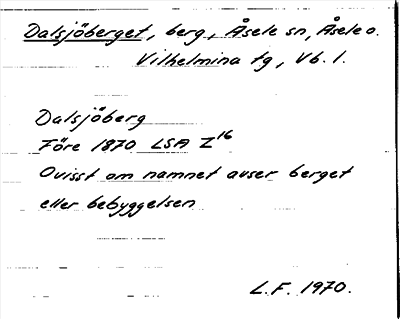 Dalsjöberget, berg, Åsele sn, Åsele o.
Vilhelmina tg, Vb. l.
Dalsjöberg
Före 1870 LSA Z16
Ovisst om namnet avser berget
eller bebyggelsen
L.F. 1970.